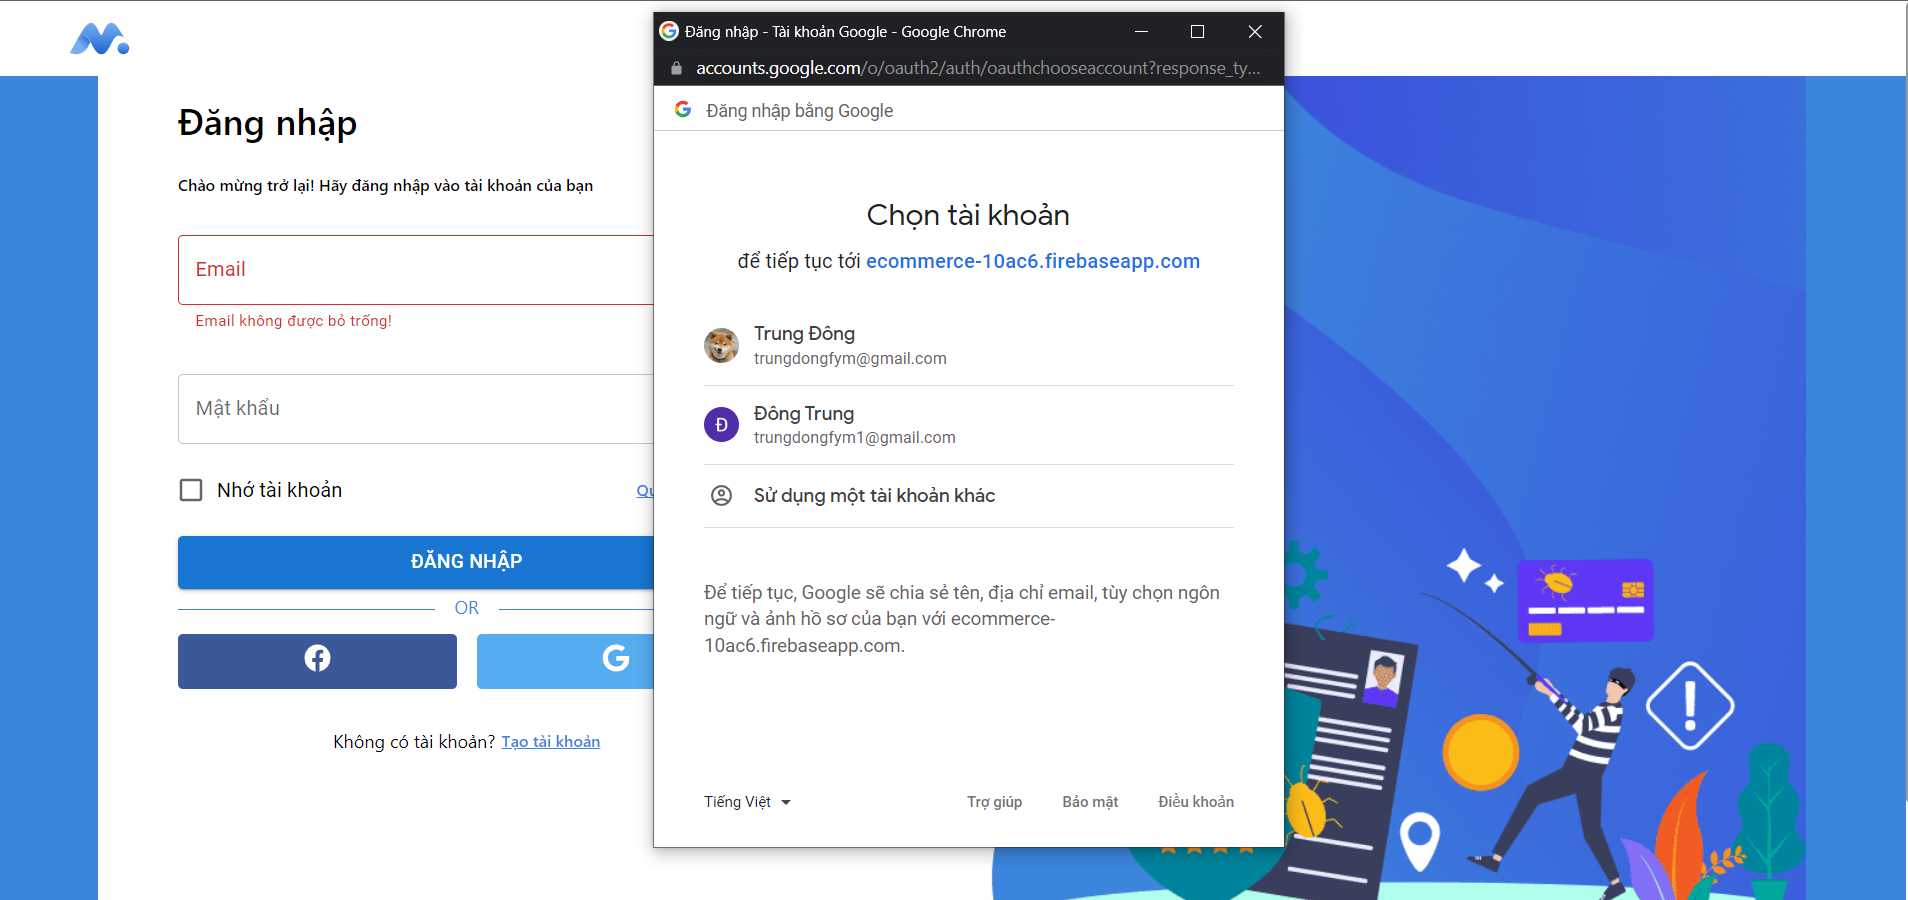 Đăng nhập
Chào mừng trở lại! Hãy đăng nhập vào tài khoản của bạn
Email
Email không được bỏ trống!
Mật khẩu
Nhớ tài khoản
Qu
ĐĂNG NHẬP
OR
Không có tài khoản? Tạo tài khoản
Đăng nhập - Tài khoản Google - Google Chrome
accounts.google.com/o/oauth2/auth/oauthchooseaccount?response_ty...
Đăng nhập bằng Google
Chọn tài khoản
để tiếp tục tới ecommerce-10ac6.firebaseapp.com
Trung Đông
trungdongfym@gmail.com
Đ
Đông Trung
trungdongfym1@gmail.com
Sử dụng một tài khoản khác
Để tiếp tục, Google sẽ chia sẻ tên, địa chỉ email, tùy chọn ngôn
ngữ và ảnh hồ sơ của bạn với ecommerce-
10ac6.firebaseapp.com.
Tiếng Việt
Trợ giúp
Bảo mật
Điều khoản